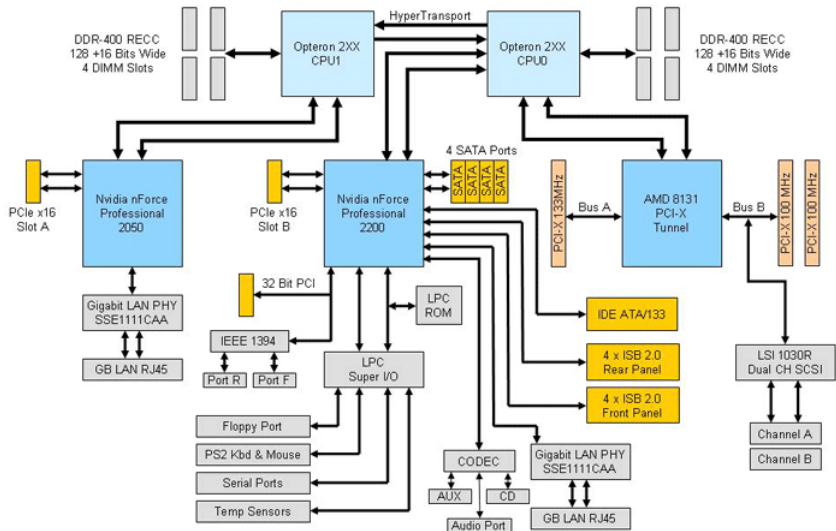 HyperTransport
DDR-400 RECC
128 +16 Bits Wide
4 DIMM Slots
Opteron 2XX
CPU1
Opteron 2XX
CPU0
DDR-400 RECC
128 +16 Bits Wide
4 DIMM Slots
4 SATA Ports
SATA
SATA
SATA
SATA
PCIe x16
Slot A
Nvidia nForce
Professional
2050
PCIe x16
Slot B
Nvidia nForce
Professional
2200
PCI-X 133MHz
Bus A
AMD 8131
PCI-X
Tunnel
Bus B
PCI-X 100 MHz
PCI-X 100 MHz
Gigabit LAN PHY
SSE1111CAA
GB LAN RJ45
32 Bit PCI
IEEE 1394
Port R
Port F
LPC
ROM
LPC
Super I/O
IDE ATA/133
4 x ISB 2.0
Rear Panel
4 x ISB 2.0
Front Panel
LSI 1030R
Dual CH SCSI
Channel A
Channel B
Floppy Port
PS2 Kbd & Mouse
Serial Ports
Temp Sensors
CODEC
AUX
CD
Audio Port
Gigabit LAN PHY
SSE1111CAA
GB LAN RJ45